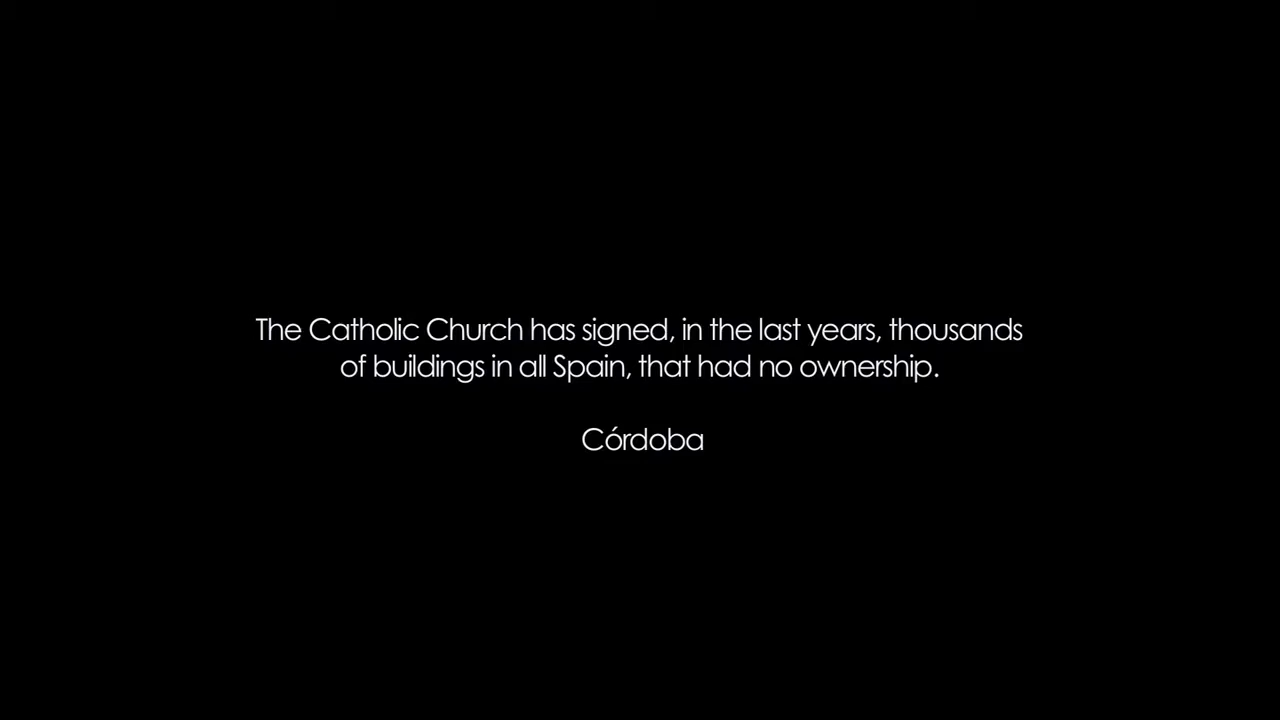 The Catholic Church has signed, in the last years, thousands
of buildings in all Spain, that had no ownership.
Córdoba